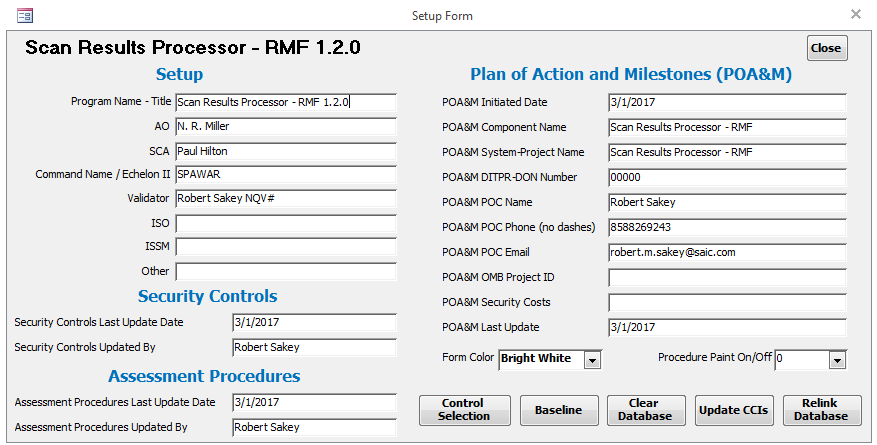 Setup Form
Scan Results Processor - RMF 1.2.0
Close
Setup
Program Name - Title Scan Results Processor - RMF 1.2.0
AO N. R. Miller
SCA Paul Hilton
Command Name / Echelon II SPAWAR
Validator Robert Sakey NQV#
ISO
ISSM
Other
Security Controls
Security Controls Last Update Date 3/1/2017
Security Controls Updated By Robert Sakey
Assessment Procedures
Assessment Procedures Last Update Date 3/1/2017
Assessment Procedures Updated By Robert Sakey
Plan of Action and Milestones (POA&M)
POA&M Initiated Date 3/1/2017
POA&M Component Name Scan Results Processor - RMF
POA&M System-Project Name Scan Results Processor - RMF
POA&M DITPR-DON Number 00000
POA&M POC Name Robert Sakey
POA&M POC Phone (no dashes) 8588269243
POA&M POC Email robert.m.sakey@saic.com
POA&M OMB Project ID
POA&M Security Costs
POA&M Last Update 3/1/2017
Form Color Bright White Procedure Paint On/Off 0
Control
Selection
Baseline
Clear
Database
Update CCIs
Relink
Database